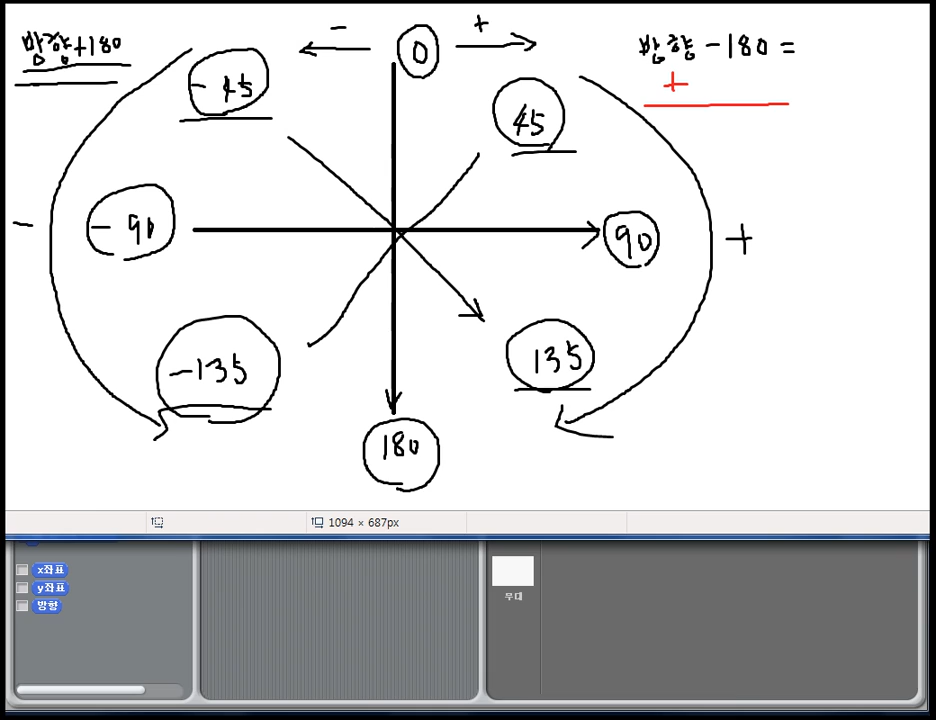 방향+180
- 0 +
방향-180=
+
-45
45
- -90
90 +
-135
135
180
1094 × 687px
x좌표
y좌표
방향
무대